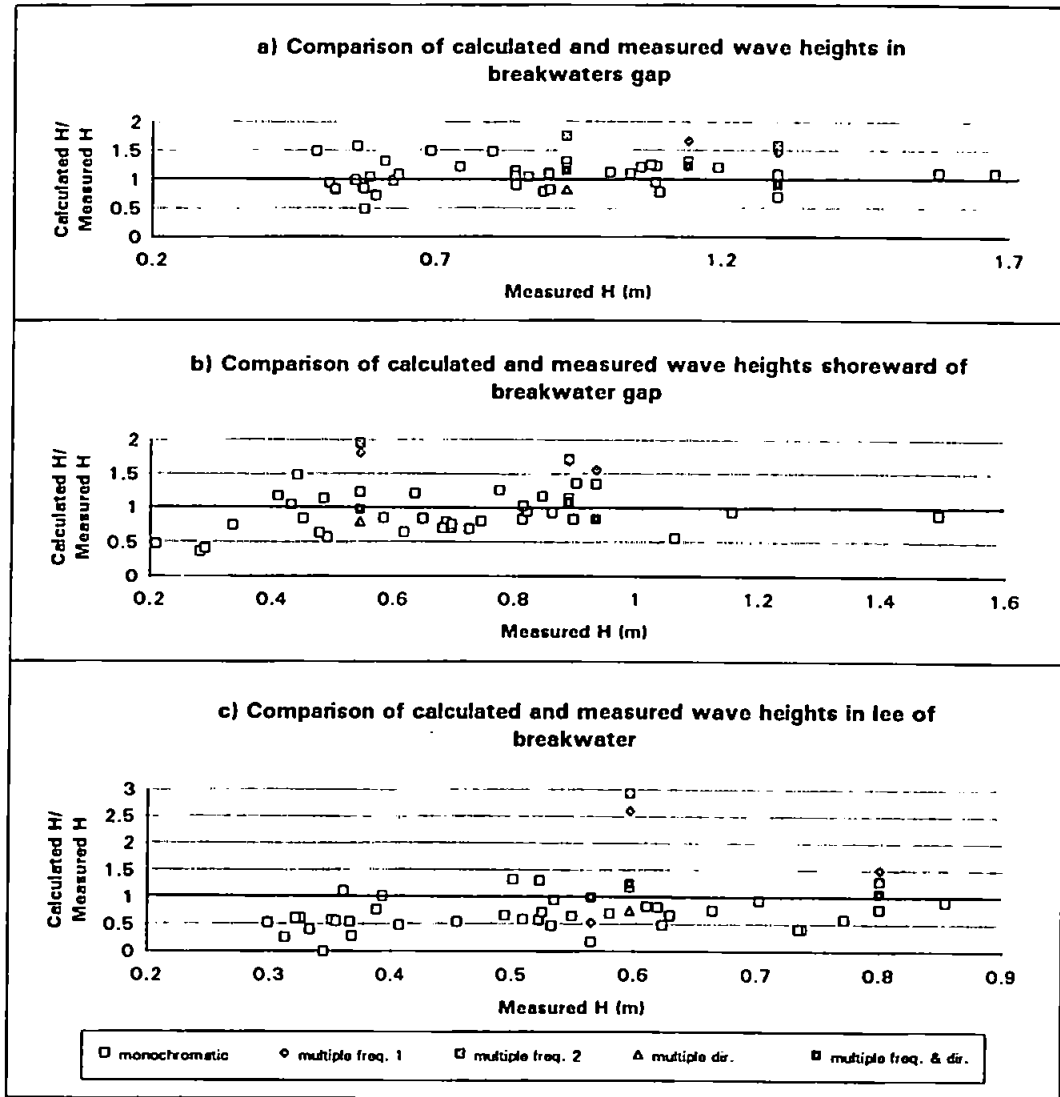 a) Comparison of calculated and measured wave heights in
breakwaters gap
Calculated H/
Measured H
2
1.5
1
0.5
0
0.2
0.7
1.2
1.7
Measured H (m)
b) Comparison of calculated and measured wave heights shoreward of
breakwater gap
Calculated H/
Measured H
2
1.5
1
0.5
0
0.2
0.4
0.6
0.8
1
1.2
1.4
1.6
Measured H (m)
c) Comparison of calculated and measured wave heights in lee of
breakwater
Calculated H/
Measured H
3
2.5
2
1.5
1
0.5
0
0.2
0.3
0.4
0.5
0.6
0.7
0.8
0.9
Measured H (m)
monochromatic
multiple freq. 1
multiple freq. 2
multiple dir.
multiple freq. & dir.